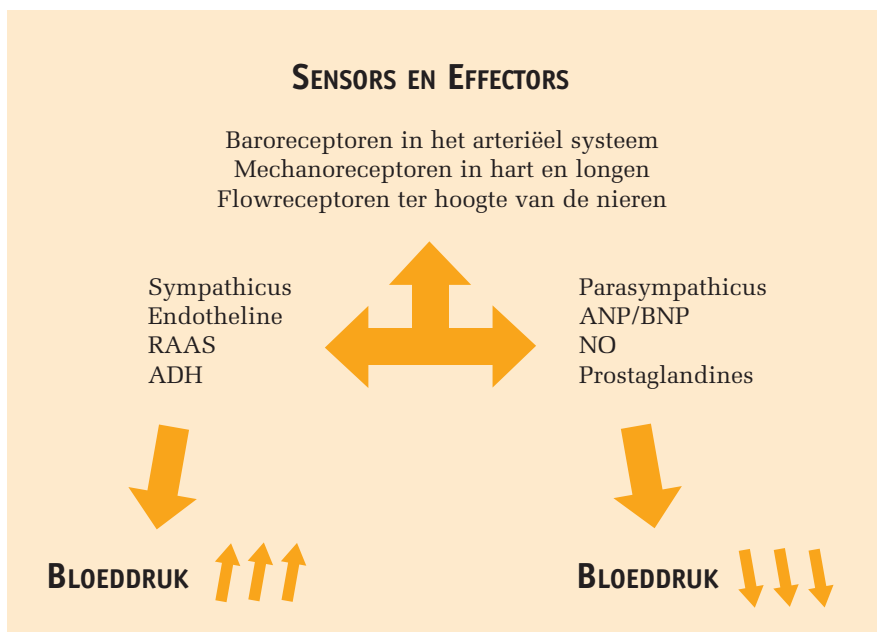 SENSORS EN EFFECTORS
Baroreceptoren in het arteriëel systeem
Mechanoreceptoren in hart en longen
Flowreceptoren ter hoogte van de nieren
Sympathicus
Endotheline
RAAS
ADH
Parasympathicus
ANP/BNP
NO
Prostaglandines
BLOEDDRUK
BLOEDDRUK